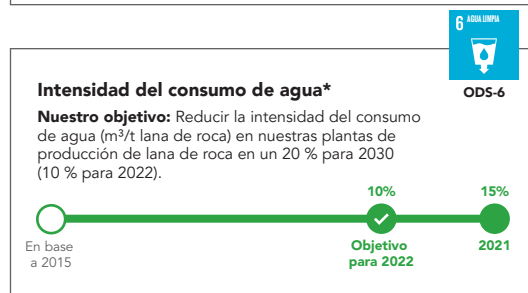 6 AGUA LIMPIA
ODS-6
Intensidad del consumo de agua*
Nuestro objetivo: Reducir la intensidad del consumo
de agua (m³/t lana de roca) en nuestras plantas de
producción de lana de roca en un 20 % para 2030
(10 % para 2022).
10%
15%
En base
a 2015
Objetivo
para 2022
2021